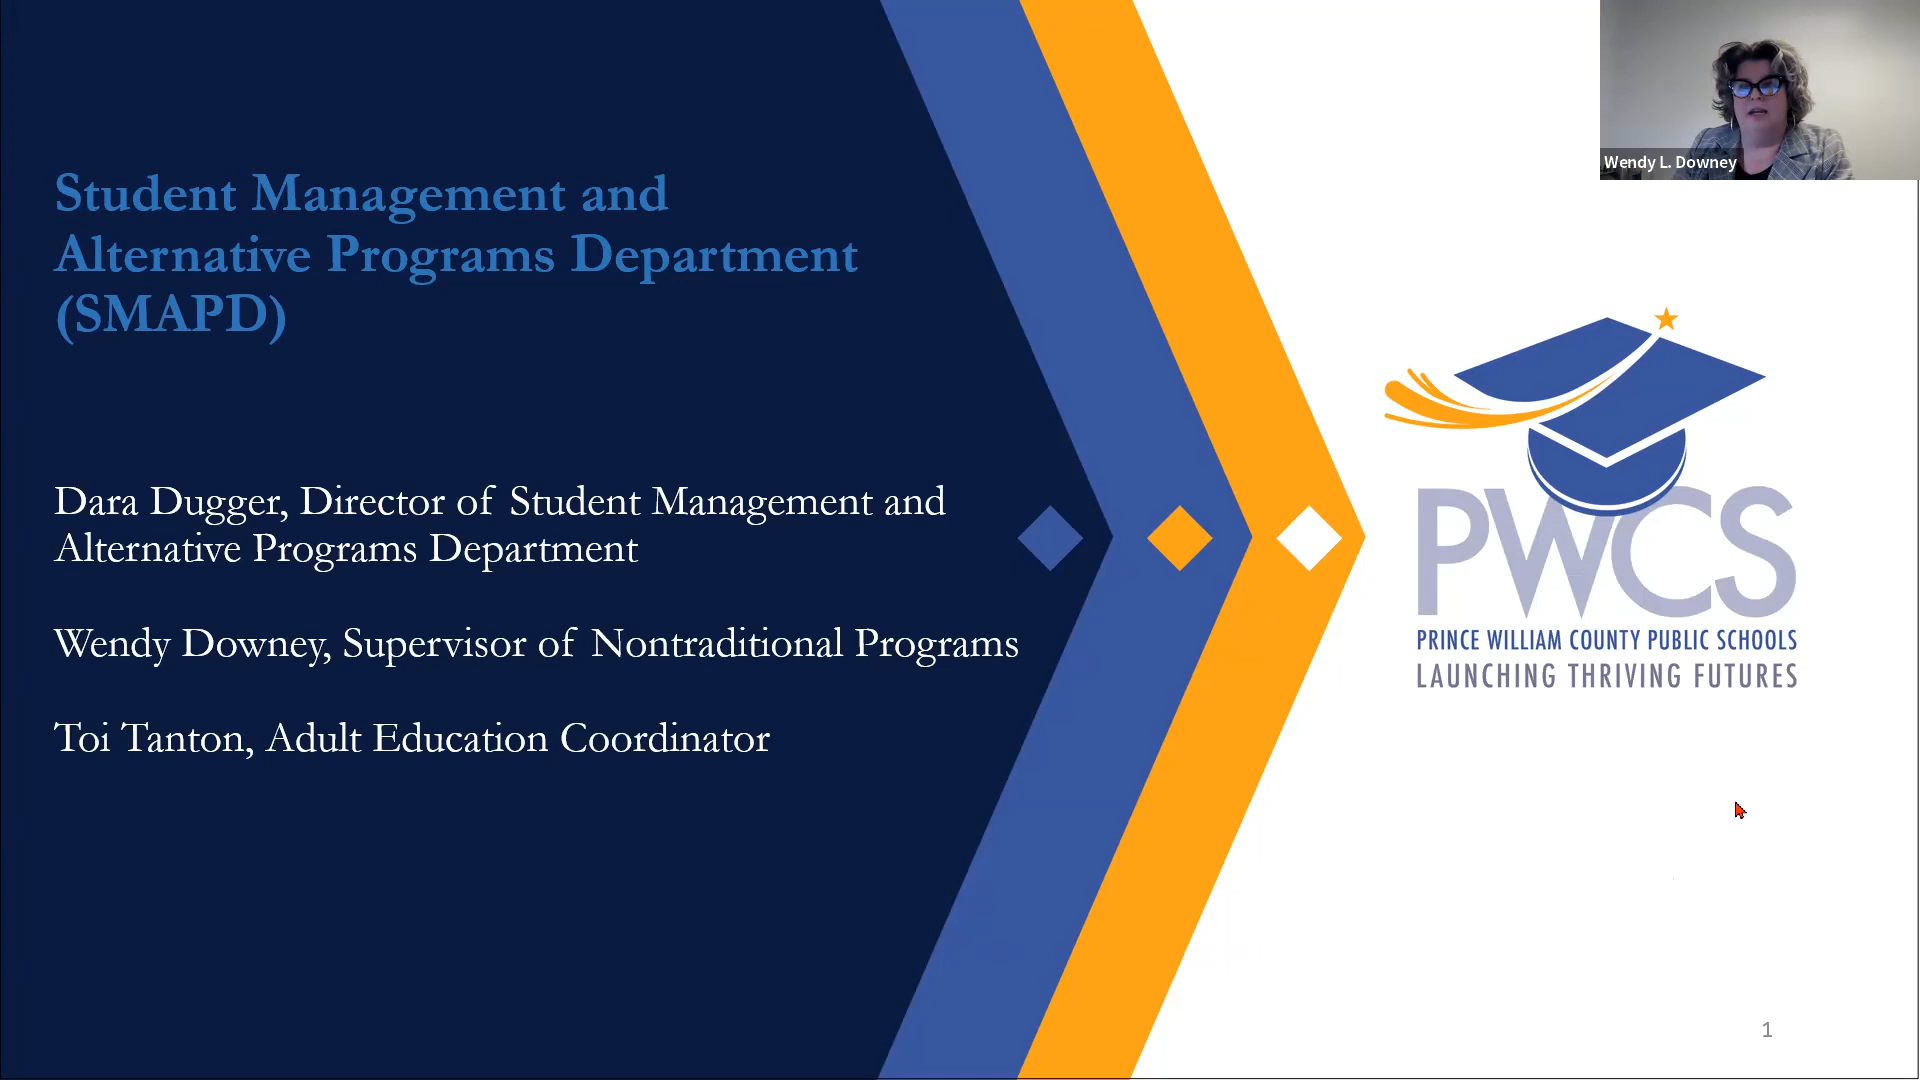 Student Management and
Alternative Programs Department
(SMAPD)
Dara Dugger, Director of Student Management and
Alternative Programs Department
Wendy Downey, Supervisor of Nontraditional Programs
Toi Tanton, Adult Education Coordinator
Wendy L. Downey
PWCS
PRINCE WILLIAM COUNTY PUBLIC SCHOOLS
LAUNCHING THRIVING FUTURES
1